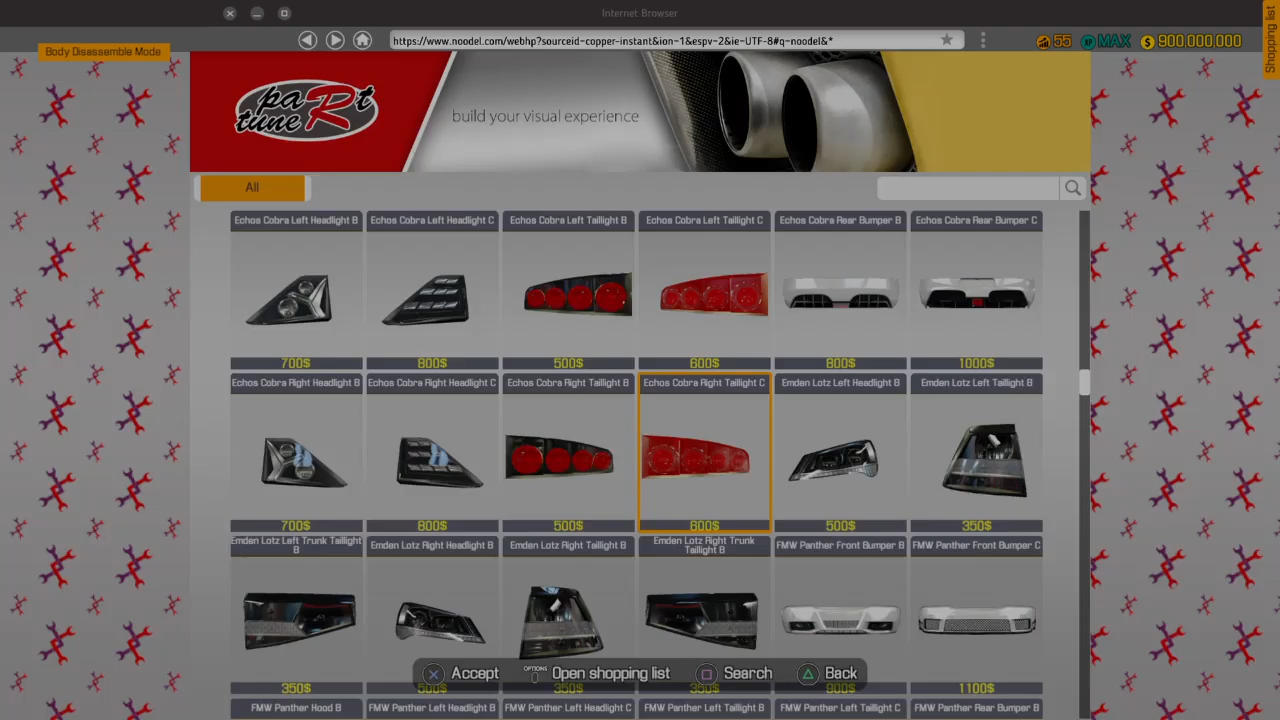 Internet Browser
Shopping list
https://www.noodel.com/webhp?sourceid-copper-instant&ion-1&espv-2&ie-UTF-8#q-noodel&*
55
XP MAX
$ 900.000.000
Body Disassemble Mode
paRt tuneR
build your visual experience
All
Echos Cobra Left Headlight B
Echos Cobra Left Headlight C
Echos Cobra Left Taillight B
Echos Cobra Left Taillight C
Echos Cobra Rear Bumper B
Echos Cobra Rear Bumper C
700$
800$
500$
600$
800$
1000$
Echos Cobra Right Headlight B
Echos Cobra Right Headlight C
Echos Cobra Right Taillight B
Echos Cobra Right Taillight C
Emden Lotz Left Headlight B
Emden Lotz Left Taillight B
700$
800$
500$
600$
500$
350$
Emden Lotz Left Trunk Taillight
B
Emden Lotz Right Headlight B
Emden Lotz Right Taillight B
Emden Lotz Right Trunk
Taillight B
FMW Panther Front Bumper B
FMW Panther Front Bumper C
OPTIONS
Accept
Open shopping list
Search
Back
350$
500$
350$
350$
900$
1100$
FMW Panther Hood B
FMW Panther Left Headlight B
FMW Panther Left Headlight C
FMW Panther Left Taillight B
FMW Panther Left Taillight C
FMW Panther Rear Bumper B